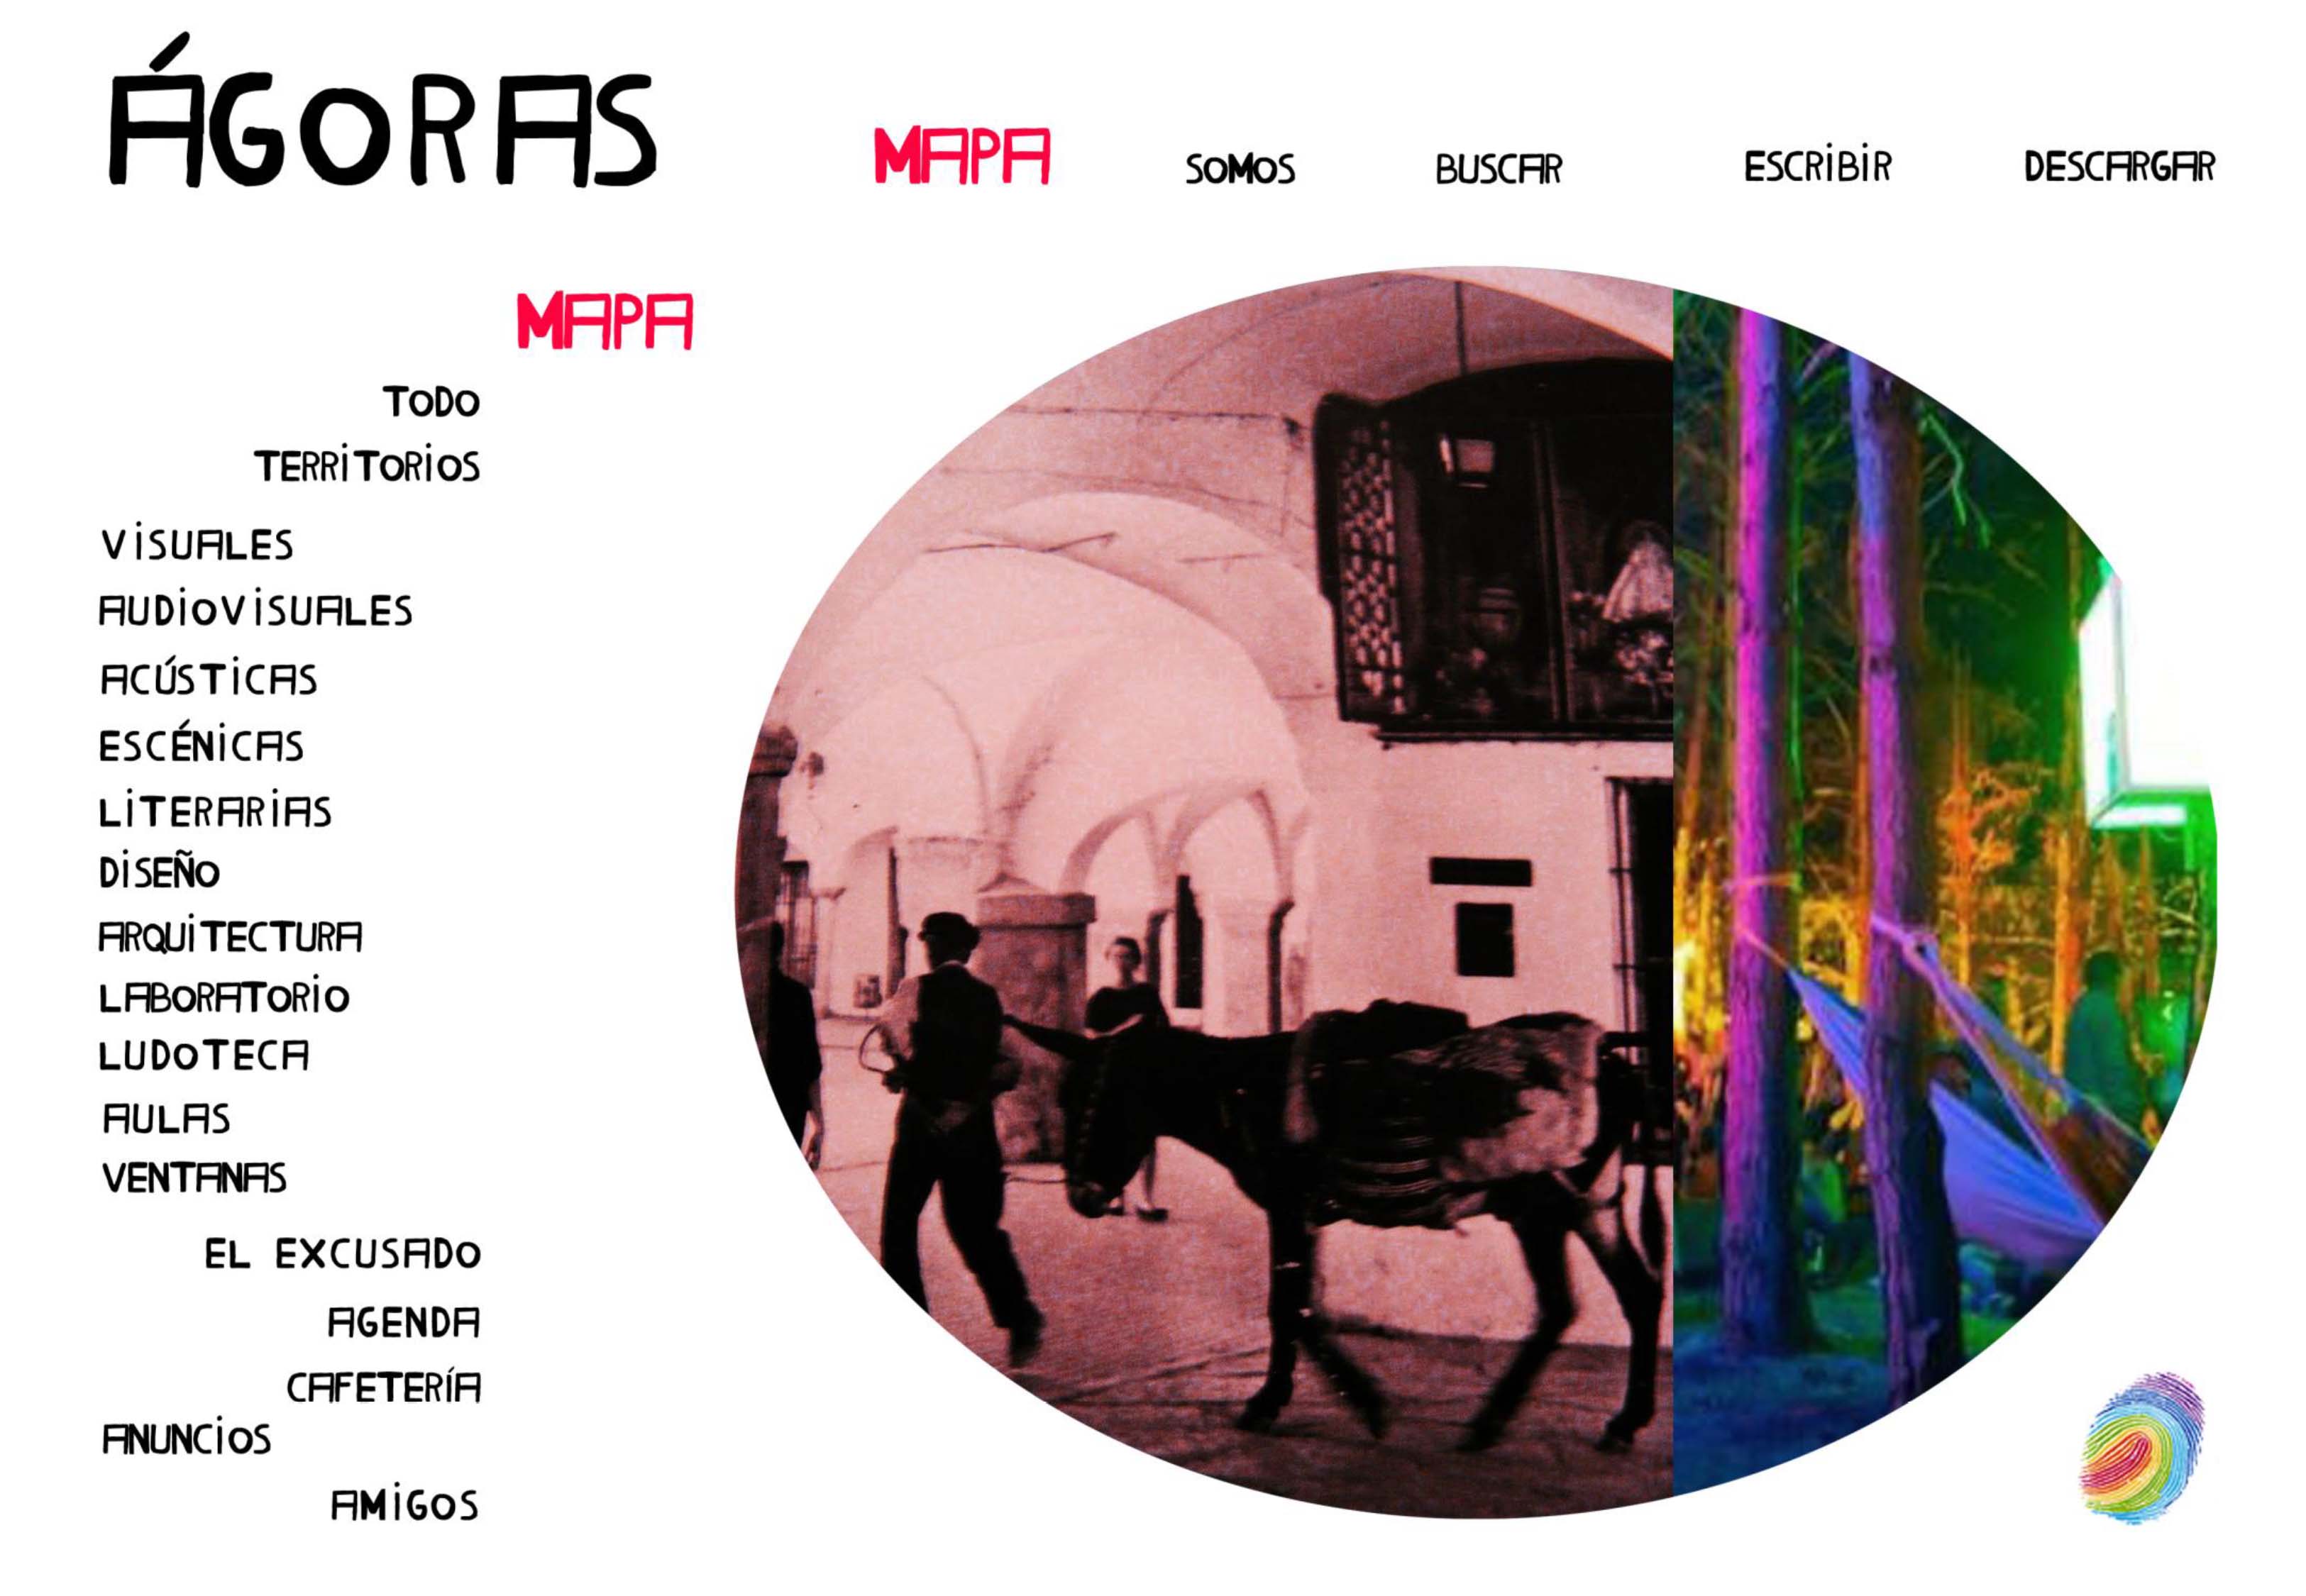 ÁGORAS
MAPA SOMOS BUSCAR ESCRIBIR DESCARGAR
MAPA
TODO
TERRITORIOS
VISUALES
AUDIOVISUALES
ACÚSTICAS
ESCÉNICAS
LITERARIAS
DISEÑO
ARQUITECTURA
LABORATORIO
LUDOTECA
AULAS
VENTANAS
EL EXCUSADO
AGENDA
CAFETERÍA
ANUNCIOS
AMIGOS